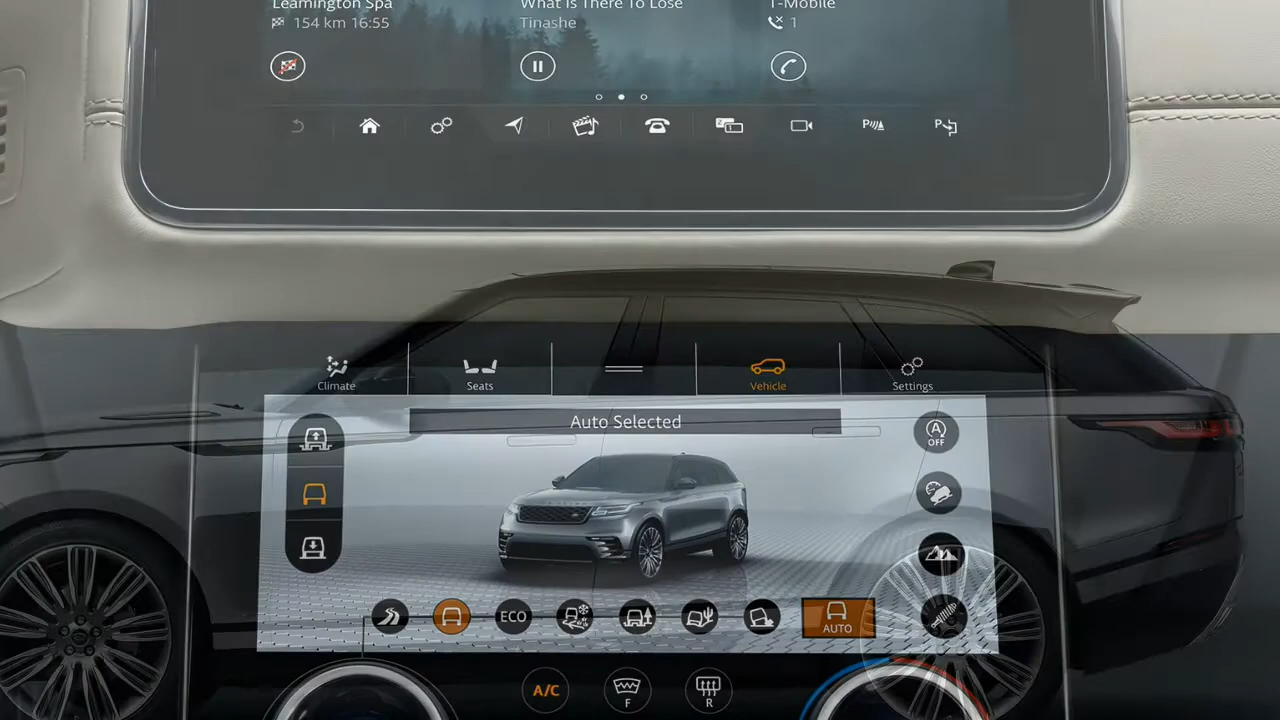 Leamington Spa
154 km 16:55
What Is There To Lose
Tinashe
T-Mobile
1
P
P
Climate
Seats
Vehicle
Settings
Auto Selected
A
OFF
ECO
AUTO
A/C
F
R